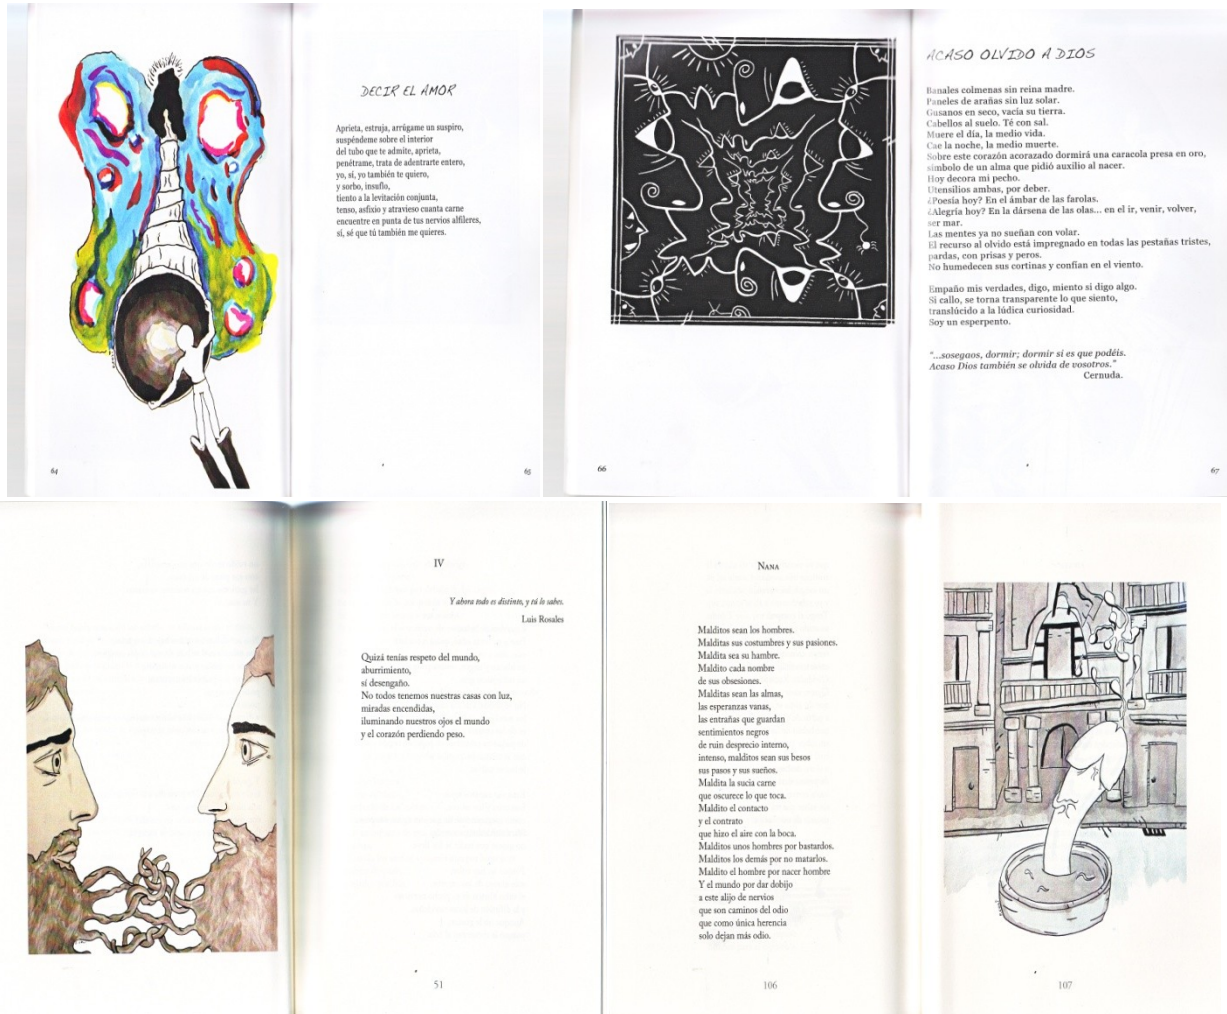 DECIR EL AMOR
Aprieta, estruja, arrúgame un suspiro,
suspéndeme sobre el interior
del tubo que te admite, aprieta,
penétrame, trata de adentrarte entero,
yo, sí, yo también te quiero,
y sorbo, insuflo,
tiento a la levitación conjunta,
tenso, asfixio y atravieso cuanta carne
encuentre en punta de tus nervios alfileres,
sí, sé que tú también me quieres.
64
65
ACASO OLVIDO A DIOS
Banales colmenas sin reina madre.
Paneles de arañas sin luz solar.
Gusanos en seco, vacía su tierra.
Cabellos al suelo. Té con sal.
Muere el día, la medio vida.
Cae la noche, la medio muerte.
Sobre este corazón acorazado dormirá una caracola presa en oro,
símbolo de un alma que pidió auxilio al nacer.
Hoy decora mi pecho.
Utensilios ambas, por deber.
¿Poesía hoy? En el ámbar de las farolas.
¿Alegría hoy? En la dársena de las olas... en el ir, venir, volver,
ser mar.
Las mentes ya no sueñan con volar.
El recurso al olvido está impregnado en todas las pestañas tristes,
pardas, con prisas y peros.
No humedecen sus cortinas y confían en el viento.
Empaño mis verdades, digo, miento si digo algo.
Si callo, se torna transparente lo que siento,
translúcido a la lúdica curiosidad.
Soy un esperpento.
"...sosegaos, dormir; dormir si es que podéis.
Acaso Dios también se olvida de vosotros."
Cernuda.
66
67
IV
Y ahora todo es distinto, y tú lo sabes.
Luis Rosales
Quizá tenías respeto del mundo,
aburrimiento,
sí desengaño.
No todos tenemos nuestras casas con luz,
miradas encendidas,
iluminando nuestros ojos el mundo
y el corazón perdiendo peso.
51
NANA
Malditos sean los hombres.
Malditas sus costumbres y sus pasiones.
Maldita sea su hambre.
Maldito cada nombre
de sus obsesiones.
Malditas sean las almas,
las esperanzas vanas,
las entrañas que guardan
sentimientos negros
de ruin desprecio interno,
intenso, malditos sean sus besos
sus pasos y sus sueños.
Maldita la sucia carne
que oscurece lo que toca.
Maldito el contacto
y el contrato
que hizo el aire con la boca.
Malditos unos hombres por bastardos.
Malditos los demás por no matarlos.
Maldito el hombre por nacer hombre
Y el mundo por dar dobijo
a este alijo de nervios
que son caminos del odio
que como única herencia
solo dejan más odio.
106
107